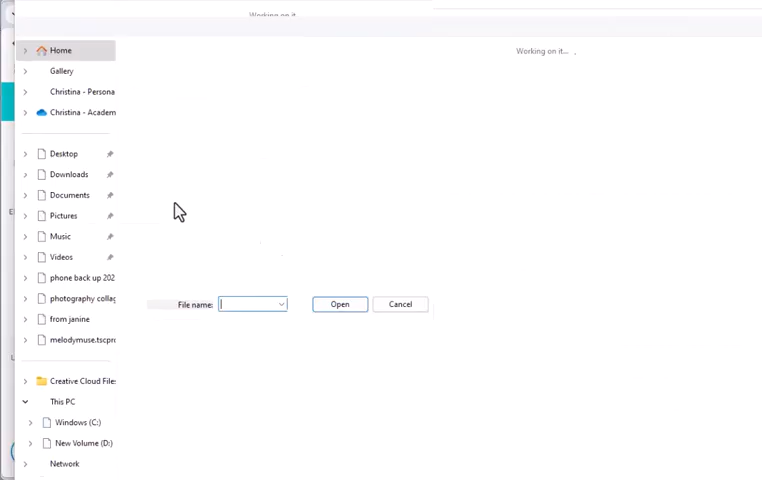 Working on it...
Home
Working on it...
Gallery
Christina - Persona
Christina - Academ
Desktop
Downloads
Documents
Pictures
Music
Videos
phone back up 202
photography collag
File name:
Open
Cancel
from janine
melodymuse.tscpro
Creative Cloud Files
This PC
Windows (C:)
New Volume (D:)
Network